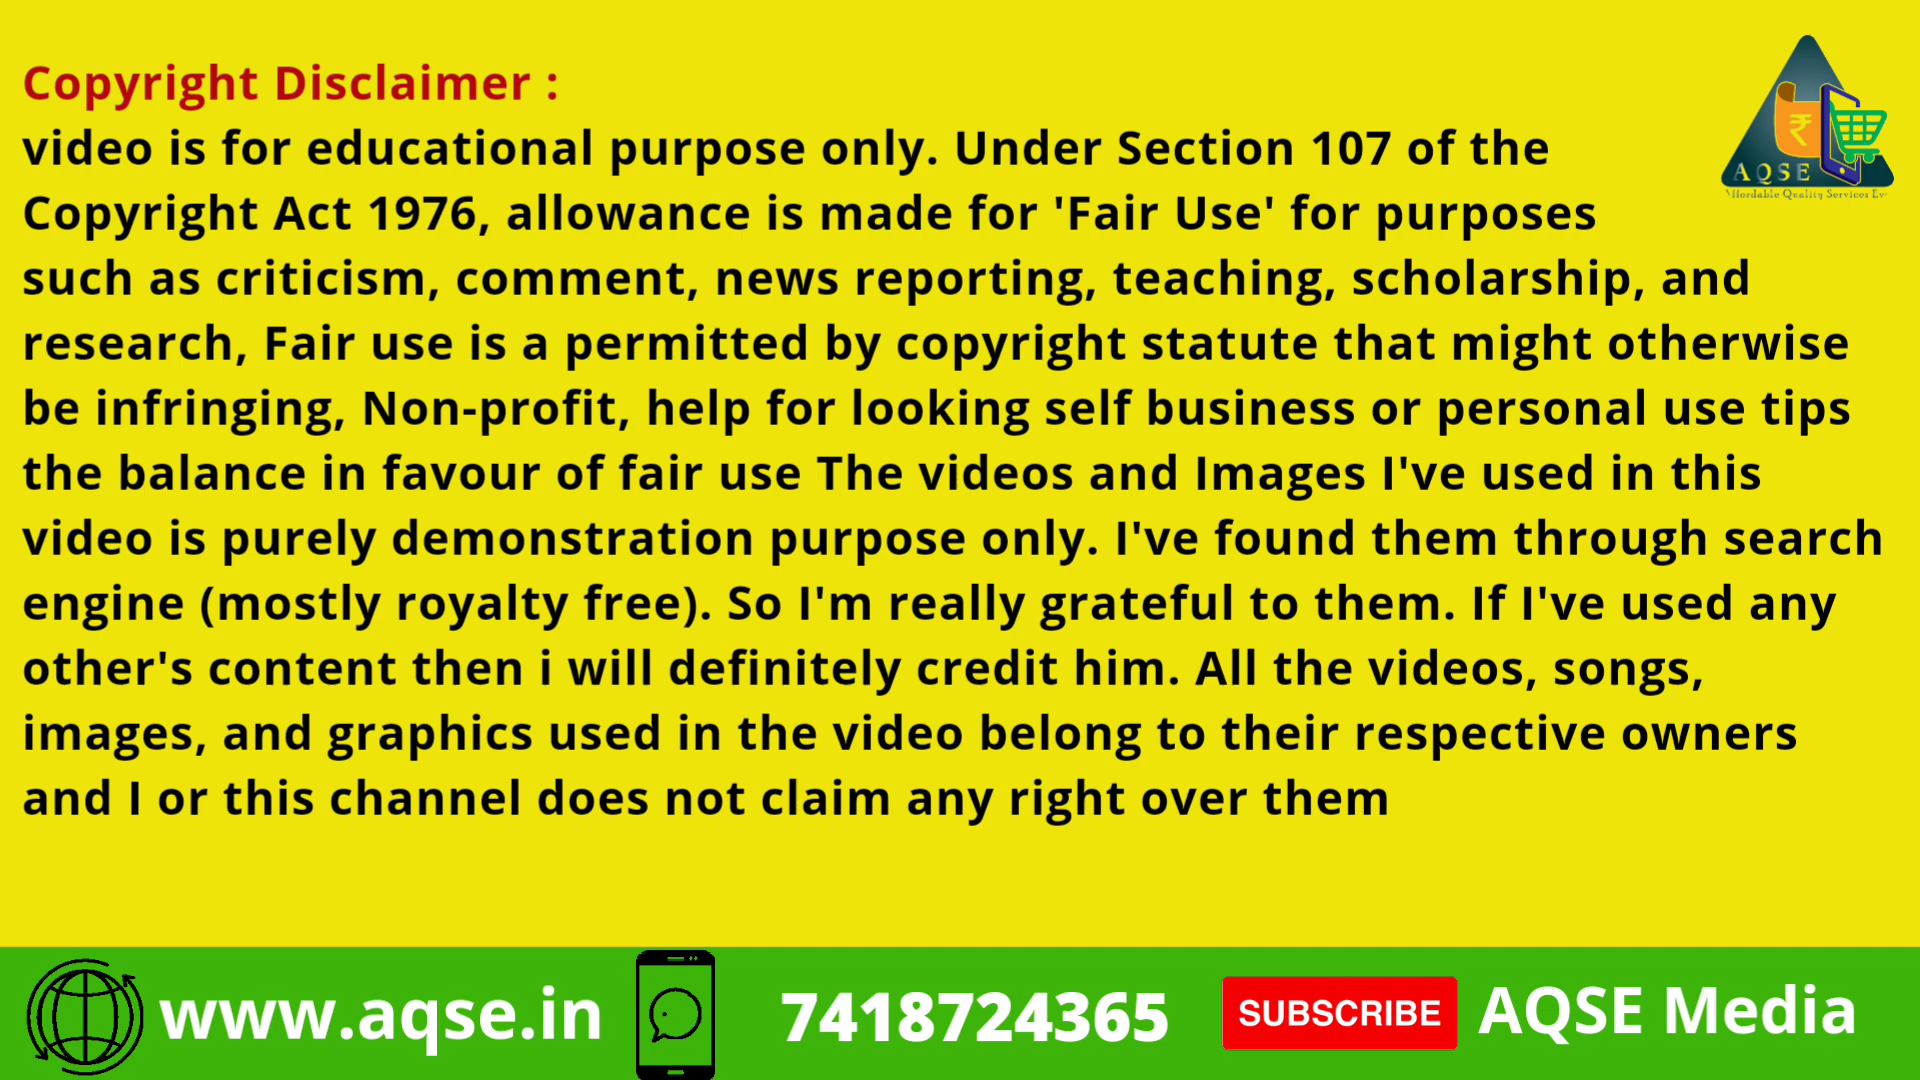 Copyright Disclaimer :
video is for educational purpose only. Under Section 107 of the
Copyright Act 1976, allowance is made for 'Fair Use' for purposes
such as criticism, comment, news reporting, teaching, scholarship, and
research, Fair use is a permitted by copyright statute that might otherwise
be infringing, Non-profit, help for looking self business or personal use tips
the balance in favour of fair use The videos and Images I've used in this
video is purely demonstration purpose only. I've found them through search
engine (mostly royalty free). So I'm really grateful to them. If I've used any
other's content then i will definitely credit him. All the videos, songs,
images, and graphics used in the video belong to their respective owners
and I or this channel does not claim any right over them
₹
AQSE
Quality Services
www.aqse.in
7418724365
SUBSCRIBE
AQSE Media